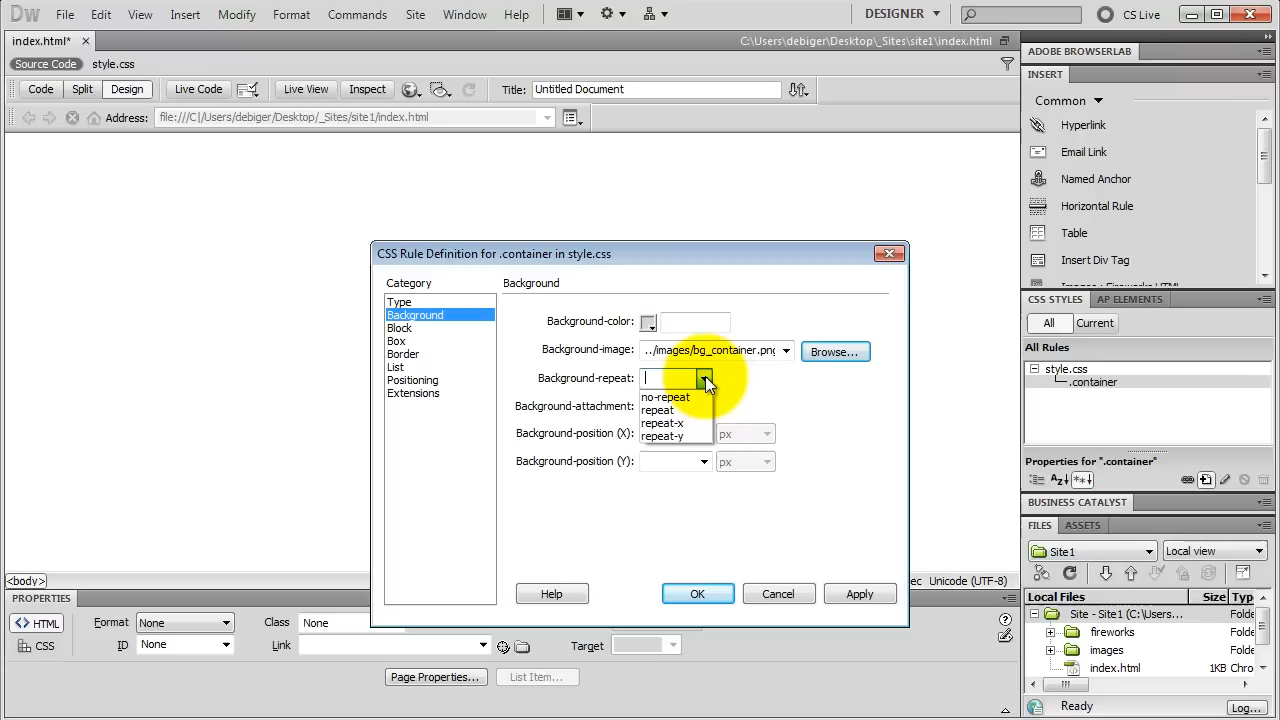 Dw File Edit View Insert Modify Format Commands Site Window Help DESIGNER CS Live
index.html* C:\Users\debiger\Desktop\_Sites\site1\index.html
Source Code style.css
Code Split Design Live Code Live View Inspect Title: Untitled Document
Address: file:///C|/Users/debiger/Desktop/_Sites/site1/index.html
CSS Rule Definition for .container in style.css
Category
Type
Background
Block
Box
Border
List
Positioning
Extensions
Background
Background-color:
Background-image: ../images/bg_container.png Browse...
Background-repeat:
no-repeat
repeat
repeat-x
repeat-y
Background-attachment:
Background-position (X): px
Background-position (Y): px
Help OK Cancel Apply
<body> Unicode (UTF-8)
PROPERTIES
HTML Format None Class None
CSS ID None Link Target
Page Properties... List Item...
ADOBE BROWSERLAB
INSERT
Common
Hyperlink
Email Link
Named Anchor
Horizontal Rule
Table
Insert Div Tag
CSS STYLES AP ELEMENTS
All Current
All Rules
style.css
.container
Properties for ".container"
BUSINESS CATALYST
FILES ASSETS
Site1 Local view
Local Files Size Type
Site - Site1 (C:\Users... Folde
fireworks Folde
images Folde
index.html 1KB Chro
Ready Log...